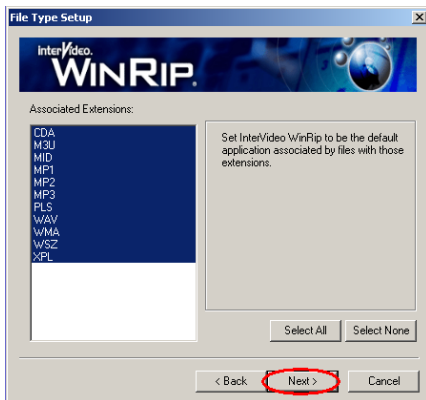 File Type Setup
InterVideo.
WINRIP.
Associated Extensions:
CDA
M3U
MID
MP1
MP2
MP3
PLS
WAV
WMA
WSZ
XPL
Set InterVideo WinRip to be the default
application associated by files with those
extensions.
Select All
Select None
< Back
Next >
Cancel